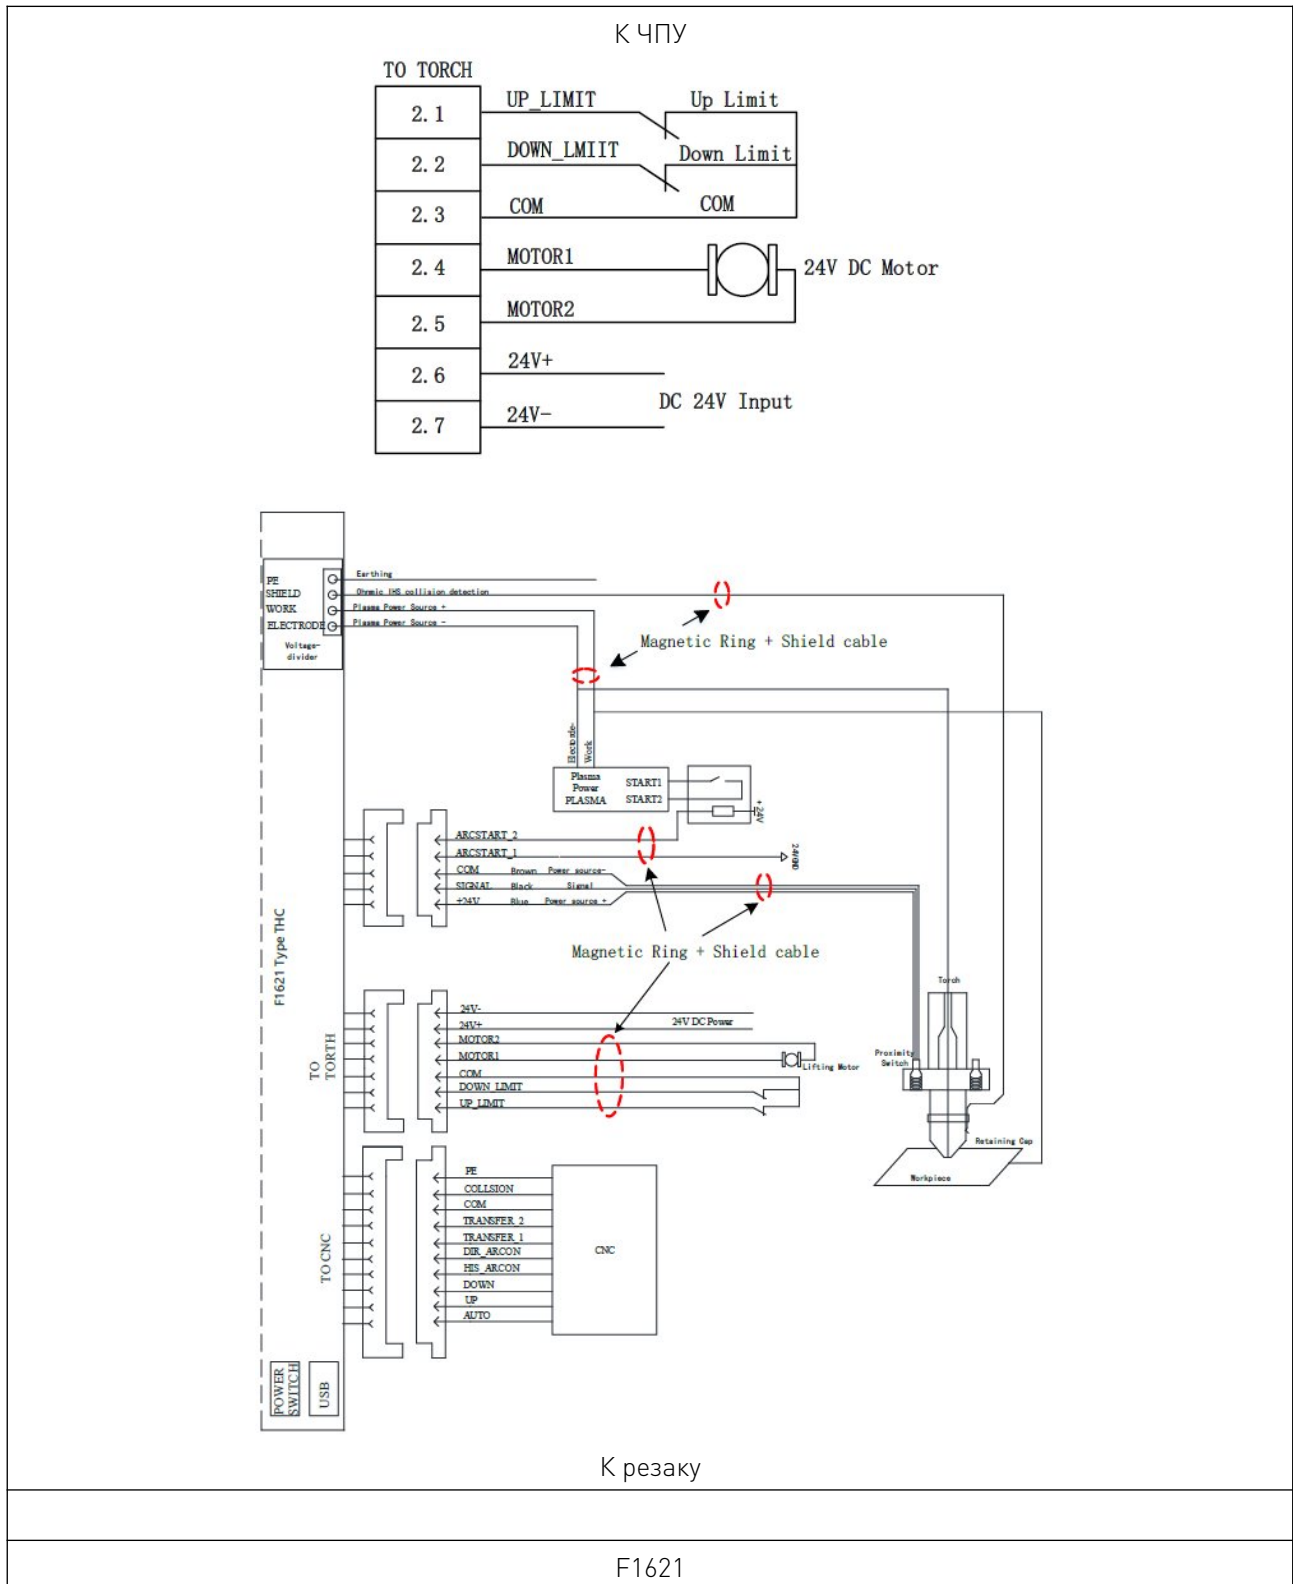 К ЧПУ
TO TORCH
2.1 UP_LIMIT Up Limit
2.2 DOWN_LMIIT Down Limit
2.3 COM COM
2.4 MOTOR1 24V DC Motor
2.5 MOTOR2
2.6 24V+
DC 24V Input
2.7 24V-
PE Earthing
SHIELD Ohmic IHS collision detection
WORK Plasma Power Source +
ELECTRODE Plasma Power Source -
Voltage-
divider
Magnetic Ring + Shield cable
Electrode-
Work
Plasma
Power
PLASMA
START1
START2
+24V
ARCSTART_2
ARCSTART_1
24VGND
COM Brown Power source-
SIGNAL Black Signal
+24V Blue Power source +
Magnetic Ring + Shield cable
F1621 Type THC
Torch
24V-
24V+ 24V DC Power
MOTOR2
MOTOR1 Lifting Motor
COM
DOWN_LIMIT
UP_LIMIT
TO
TORTH
Proximity
Switch
Retaining Cap
Workpiece
PE
COLLSION
COM
TRANSFER_2
TRANSFER_1
DIR_ARCON
HIS_ARCON
DOWN
UP
AUTO
CNC
TO CNC
POWER
SWITCH
USB
К резаку
F1621